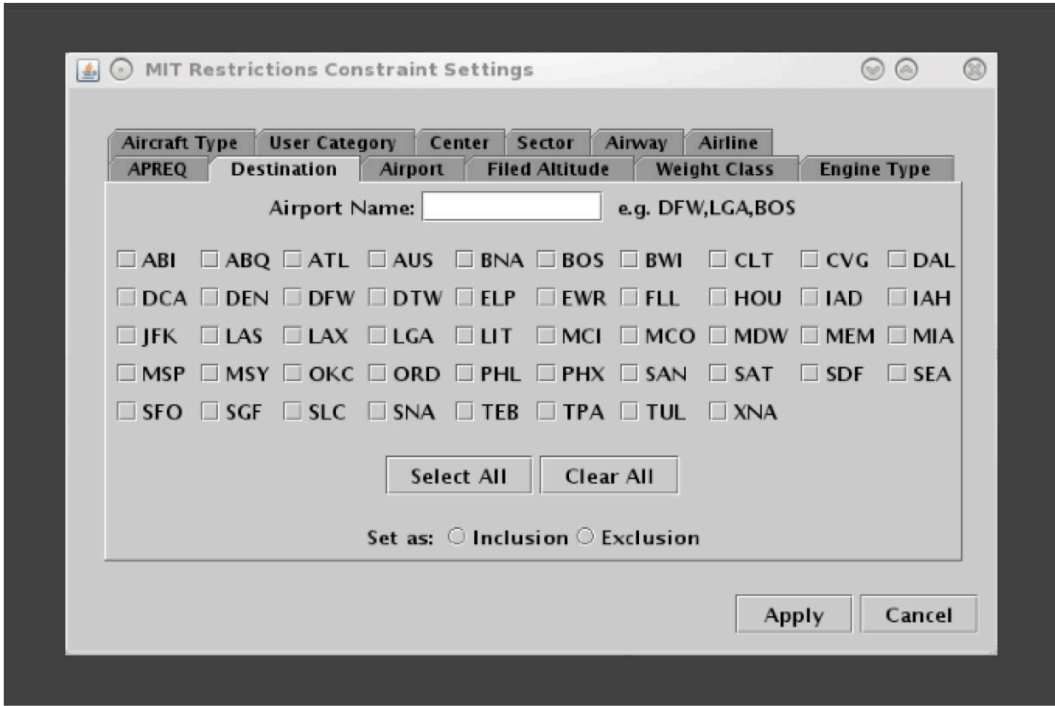 MIT Restrictions Constraint Settings
Aircraft Type User Category Center Sector Airway Airline
APREQ Destination Airport Filed Altitude Weight Class Engine Type
Airport Name: e.g. DFW,LGA,BOS
ABI ABQ ATL AUS BNA BOS BWI CLT CVG DAL
DCA DEN DFW DTW ELP EWR FLL HOU IAD IAH
JFK LAS LAX LGA LIT MCI MCO MDW MEM MIA
MSP MSY OKC ORD PHL PHX SAN SAT SDF SEA
SFO SGF SLC SNA TEB TPA TUL XNA
Select All Clear All
Set as: Inclusion Exclusion
Apply Cancel